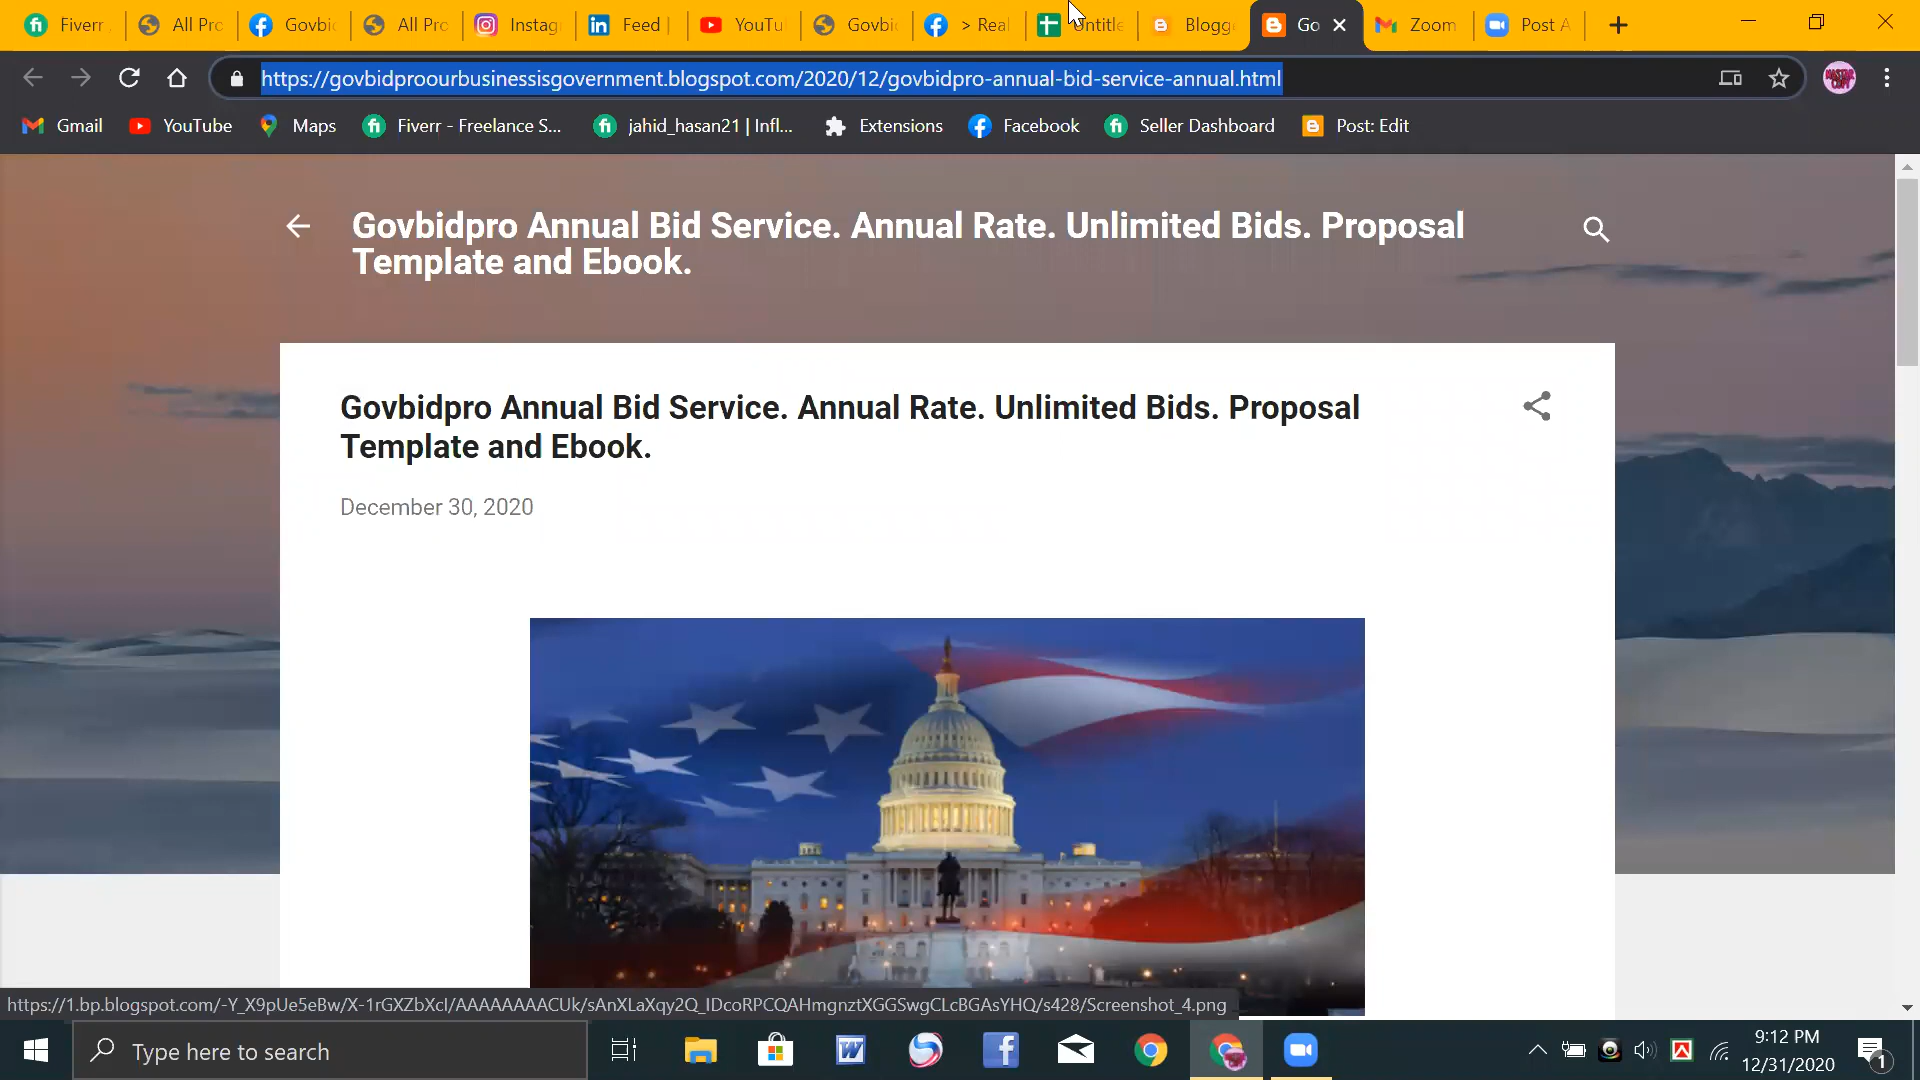 Fiverr
All Pro
Govbid
All Pro
Instag
Feed |
YouTu
Govbi
> Real
Untitle
Blogge
Go
Zoom
Post A
https://govbidproourbusinessisgovernment.blogspot.com/2020/12/govbidpro-annual-bid-service-annual.html
Gmail
YouTube
Maps
Fiverr - Freelance S...
jahid_hasan21 | Infl...
Extensions
Facebook
Seller Dashboard
Post: Edit
Govbidpro Annual Bid Service. Annual Rate. Unlimited Bids. Proposal
Template and Ebook.
Govbidpro Annual Bid Service. Annual Rate. Unlimited Bids. Proposal
Template and Ebook.
December 30, 2020
https://1.bp.blogspot.com/-Y_X9pUe5eBw/X-1rGXZbXcI/AAAAAAAACUk/sAnXLaXqy2Q_IDcoRPCQAHmgnztXGGSwgCLcBGAsYHQ/s428/Screenshot_4.png
Type here to search
9:12 PM
12/31/2020
1